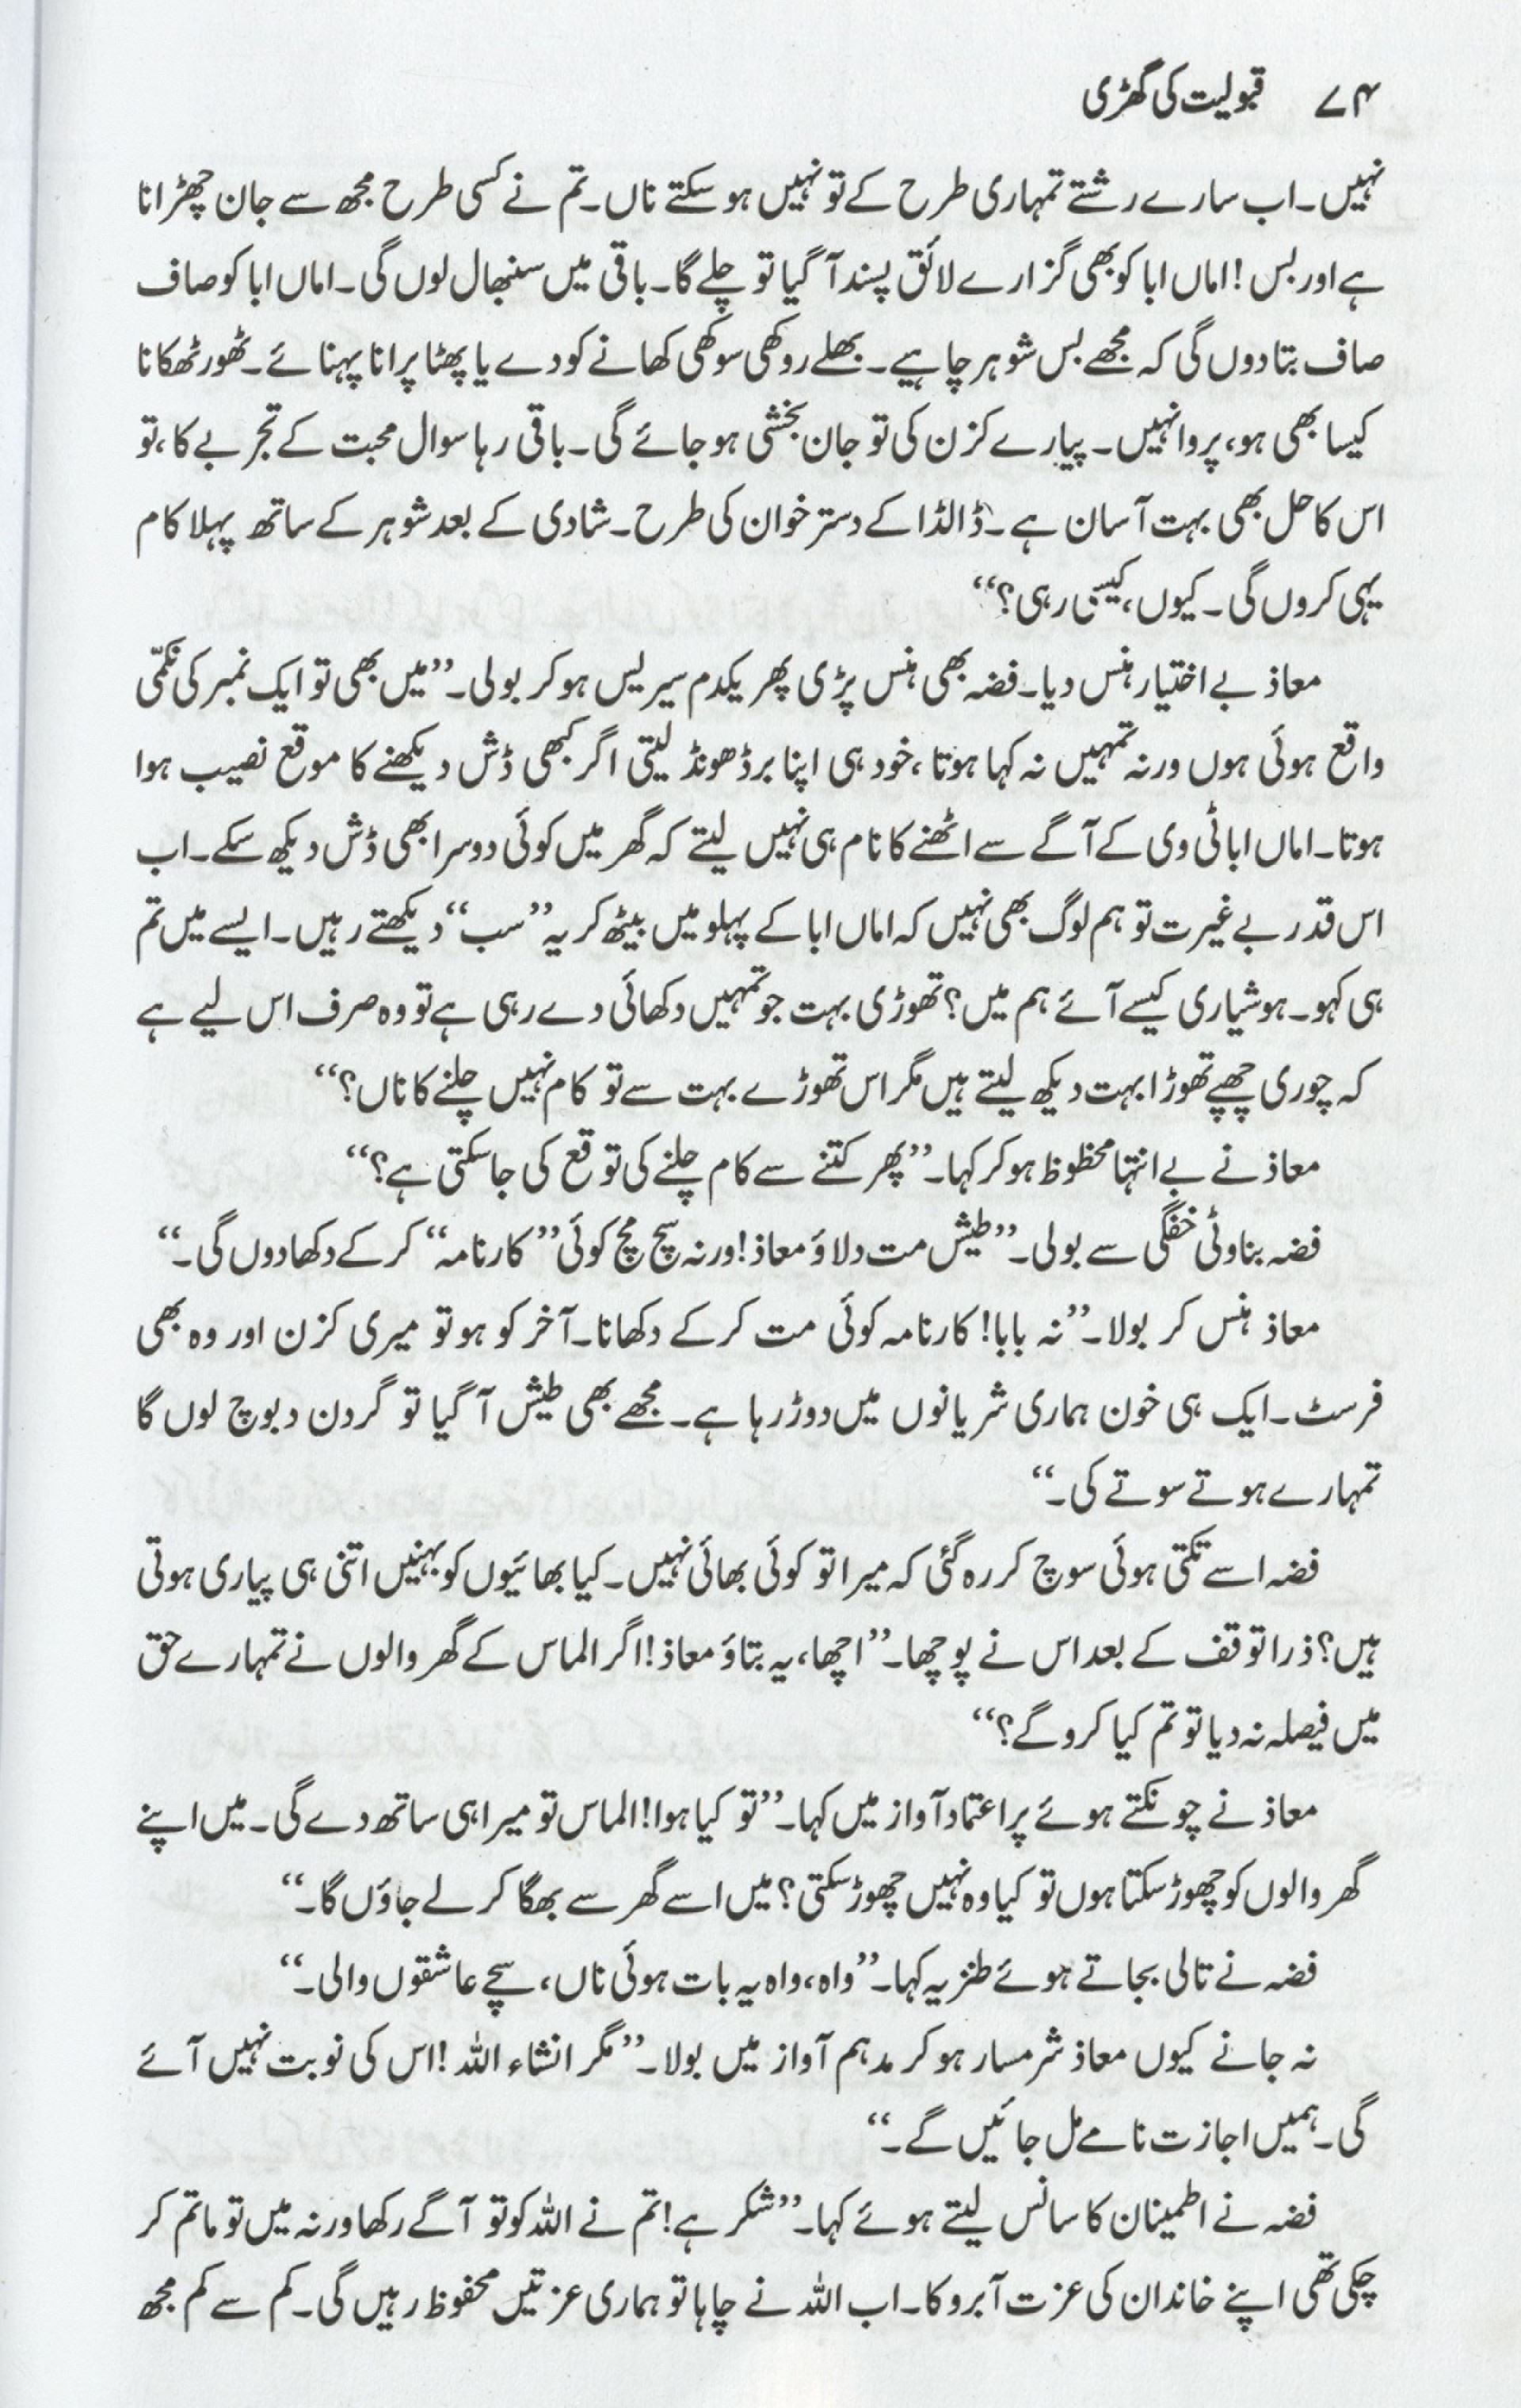 ۷۴ قبولیت کی گھڑی
نہیں۔ اب سارے رشتے تمہاری طرح کے تو نہیں ہو سکتے ناں۔ تم نے کسی طرح مجھ سے جان چھڑانا
ہے اور بس! اماں ابا کو بھی گزارے لائق پسند آ گیا تو چلے گا۔ باقی میں سنبھال لوں گی۔ اماں ابا کو صاف
صاف بتا دوں گی کہ مجھے بس شوہر چاہیے۔ بھلے روکھی سوکھی کھانے کو دے یا پھٹا پرانا پہنائے۔ ٹھور ٹھکانا
کیسا بھی ہو، پروا نہیں۔ پیارے کزن کی تو جان بخشی ہو جائے گی۔ باقی رہا سوال محبت کے تجربے کا، تو
اس کا حل بھی بہت آسان ہے۔ ڈالڈا کے دستر خوان کی طرح۔ شادی کے بعد شوہر کے ساتھ پہلا کام
یہی کروں گی۔ کیوں، کیسی رہی؟‘‘
معاذ بے اختیار ہنس دیا۔ فضہ بھی ہنس پڑی پھر یکدم سیریس ہو کر بولی۔ ’’میں بھی تو ایک نمبر کی نکمّی
واقع ہوئی ہوں ورنہ تمہیں نہ کہا ہوتا، خود ہی اپنا بر ڈھونڈ لیتی اگر کبھی ڈش دیکھنے کا موقع نصیب ہوا
ہوتا۔ اماں ابا ٹی وی کے آگے سے اٹھنے کا نام ہی نہیں لیتے کہ گھر میں کوئی دوسرا بھی ڈش دیکھ سکے۔ اب
اس قدر بے غیرت تو ہم لوگ بھی نہیں کہ اماں ابا کے پہلو میں بیٹھ کر یہ ’’سب‘‘ دیکھتے رہیں۔ ایسے میں تم
ہی کہو۔ ہوشیاری کیسے آئے ہم میں؟ تھوڑی بہت جو تمہیں دکھائی دے رہی ہے تو وہ صرف اس لیے ہے
کہ چوری چھپے تھوڑا بہت دیکھ لیتے ہیں مگر اس تھوڑے بہت سے تو کام نہیں چلنے کا ناں؟‘‘
معاذ نے بے انتہا محظوظ ہو کر کہا۔ ’’پھر کتنے سے کام چلنے کی توقع کی جا سکتی ہے؟‘‘
فضہ بناوٹی خفگی سے بولی۔ ’’طیش مت دلاؤ معاذ! ورنہ سچ مچ کوئی ’’کارنامہ‘‘ کر کے دکھا دوں گی۔‘‘
معاذ ہنس کر بولا۔ ’’نہ بابا! کارنامہ کوئی مت کر کے دکھانا۔ آخر کو ہو تو میری کزن اور وہ بھی
فرسٹ۔ ایک ہی خون ہماری شریانوں میں دوڑ رہا ہے۔ مجھے بھی طیش آ گیا تو گردن دبوچ لوں گا
تمہارے ہوتے سوتے کی۔‘‘
فضہ اسے تکتی ہوئی سوچ کر رہ گئی کہ میرا تو کوئی بھائی نہیں۔ کیا بھائیوں کو بہنیں اتنی ہی پیاری ہوتی
ہیں؟ ذرا توقف کے بعد اس نے پوچھا۔ ’’اچھا، یہ بتاؤ معاذ! اگر الماس کے گھر والوں نے تمہارے حق
میں فیصلہ نہ دیا تو تم کیا کرو گے؟‘‘
معاذ نے چونکتے ہوئے پراعتماد آواز میں کہا۔ ’’تو کیا ہوا! الماس تو میرا ہی ساتھ دے گی۔ میں اپنے
گھر والوں کو چھوڑ سکتا ہوں تو کیا وہ نہیں چھوڑ سکتی؟ میں اسے گھر سے بھگا کر لے جاؤں گا۔‘‘
فضہ نے تالی بجاتے ہوئے طنزیہ کہا۔ ’’واہ، واہ یہ بات ہوئی ناں، سچے عاشقوں والی۔‘‘
نہ جانے کیوں معاذ شرمسار ہو کر مدہم آواز میں بولا۔ ’’مگر انشاء اللہ! اس کی نوبت نہیں آئے
گی۔ ہمیں اجازت نامے مل جائیں گے۔‘‘
فضہ نے اطمینان کا سانس لیتے ہوئے کہا۔ ’’شکر ہے! تم نے اللہ کو تو آگے رکھا ورنہ میں تو ماتم کر
چکی تھی اپنے خاندان کی عزت آبرو کا۔ اب اللہ نے چاہا تو ہماری عزتیں محفوظ رہیں گی۔ کم سے کم مجھ